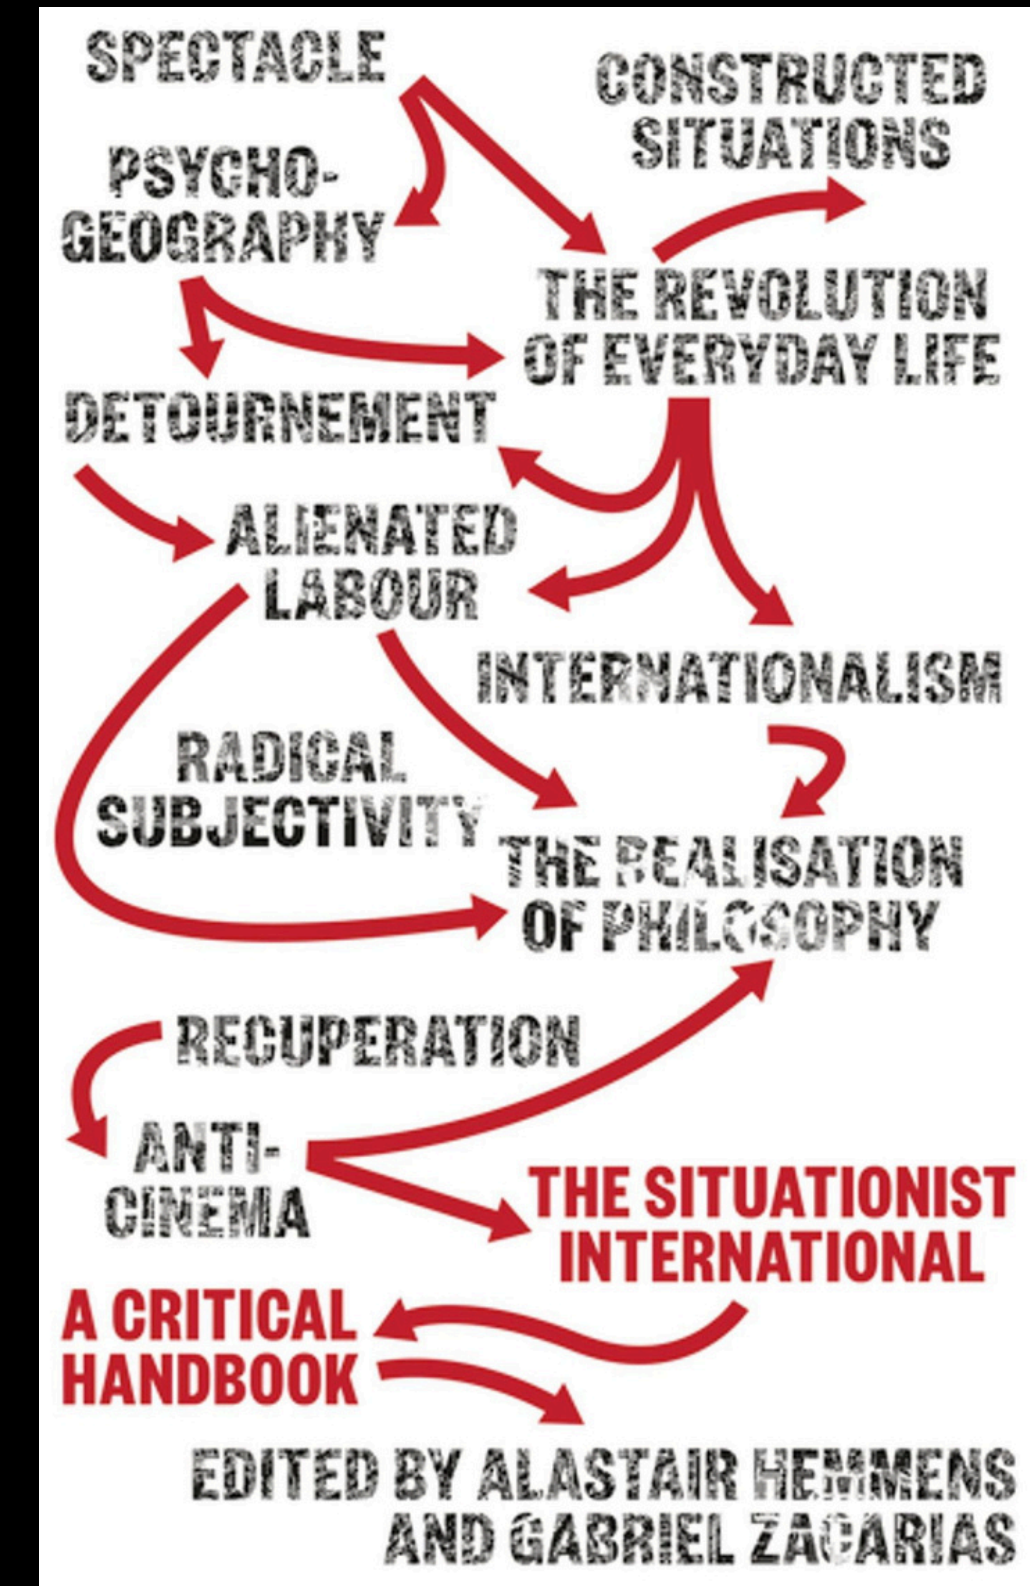 SPECTACLE
CONSTRUCTED
SITUATIONS
PSYCHO-
GEOGRAPHY
THE REVOLUTION
OF EVERYDAY LIFE
DETOURNEMENT
ALIENATED
LABOUR
INTERNATIONALISM
RADICAL
SUBJECTIVITY
THE REALISATION
OF PHILOSOPHY
RECUPERATION
ANTI-
CINEMA
THE SITUATIONIST
INTERNATIONAL
A CRITICAL
HANDBOOK
EDITED BY ALASTAIR HEMMENS
AND GABRIEL ZACARIAS